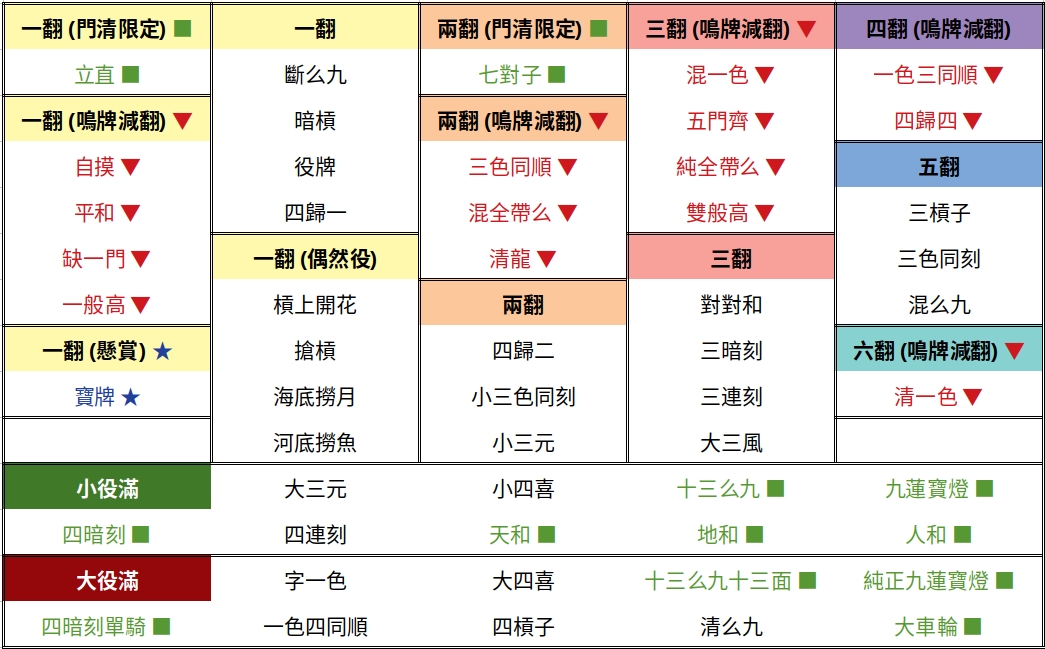 一翻 (門清限定) ■ 一翻 兩翻 (門清限定) ■ 三翻 (鳴牌減翻) ▼ 四翻 (鳴牌減翻)
立直 ■ 斷么九 七對子 ■ 混一色 ▼ 一色三同順 ▼
一翻 (鳴牌減翻) ▼ 暗槓 兩翻 (鳴牌減翻) ▼ 五門齊 ▼ 四歸四 ▼
自摸 ▼ 役牌 三色同順 ▼ 純全帶么 ▼ 五翻
平和 ▼ 四歸一 混全帶么 ▼ 雙般高 ▼ 三槓子
缺一門 ▼ 一翻 (偶然役) 清龍 ▼ 三翻 三色同刻
一般高 ▼ 槓上開花 兩翻 對對和 混么九
一翻 (懸賞) ★ 搶槓 四歸二 三暗刻 六翻 (鳴牌減翻) ▼
寶牌 ★ 海底撈月 小三色同刻 三連刻 清一色 ▼
河底撈魚 小三元 大三風
小役滿 大三元 小四喜 十三么九 ■ 九蓮寶燈 ■
四暗刻 ■ 四連刻 天和 ■ 地和 ■ 人和 ■
大役滿 字一色 大四喜 十三么九十三面 ■ 純正九蓮寶燈 ■
四暗刻單騎 ■ 一色四同順 四槓子 清么九 大車輪 ■